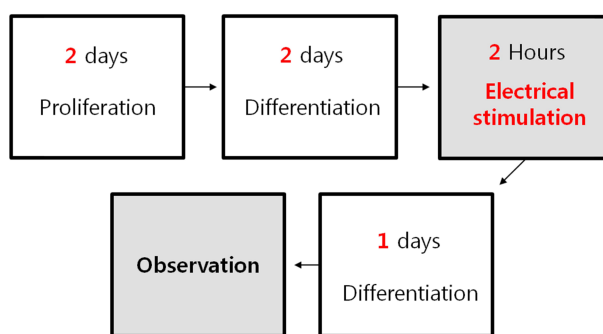 2 days
Proliferation
2 days
Differentiation
2 Hours
Electrical
stimulation
1 days
Differentiation
Observation